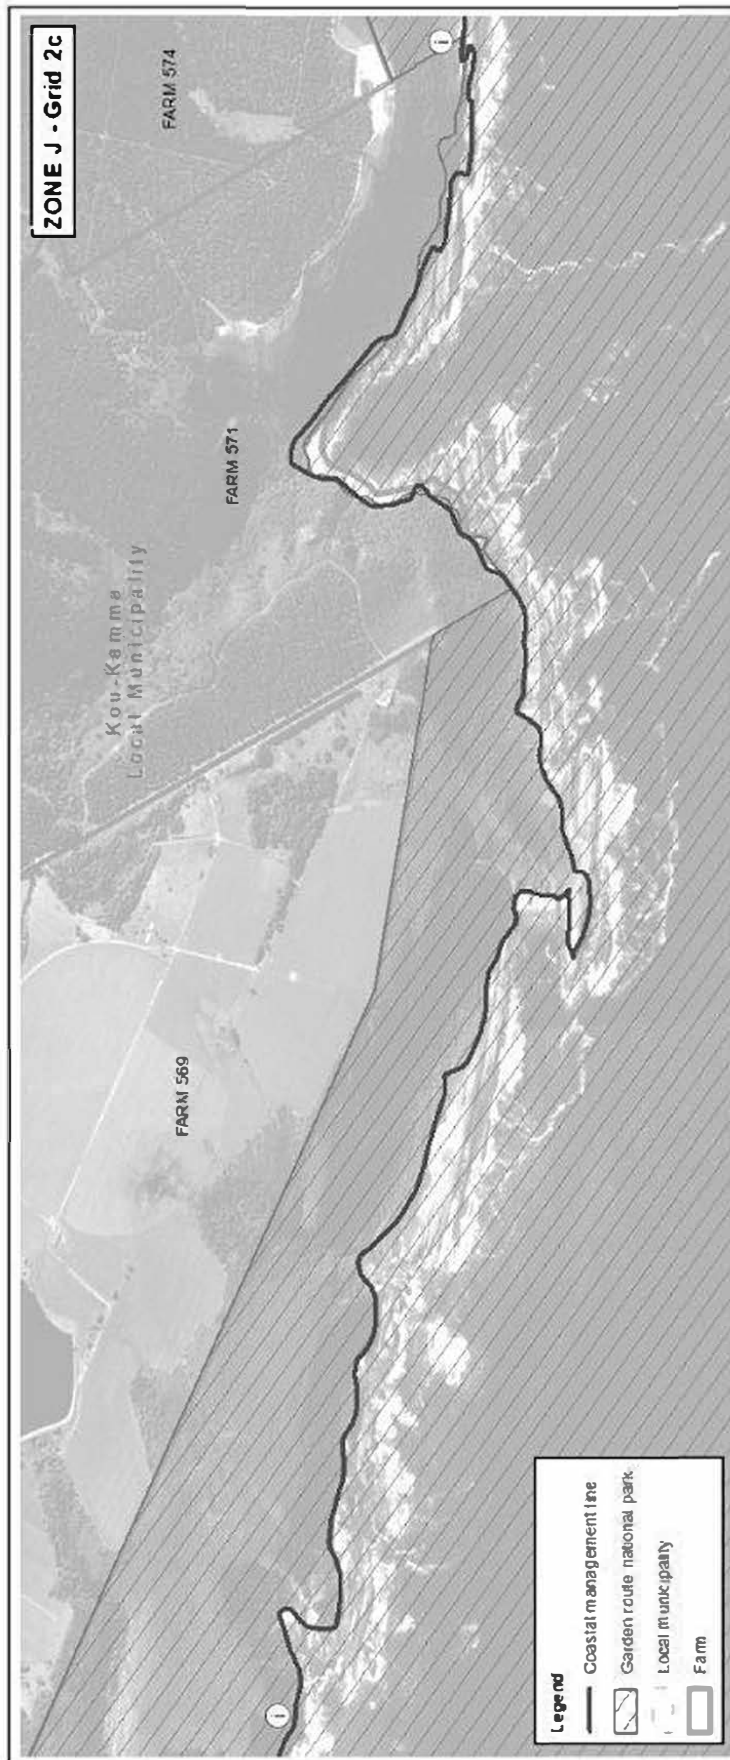 ZONE J - Grid 2c
FARM 574
FARM 571
Kou-Kamma
Local Municipality
FARM 569
i
i
Legend
Coastal management line
Garden route national park
Local municipality
Farm